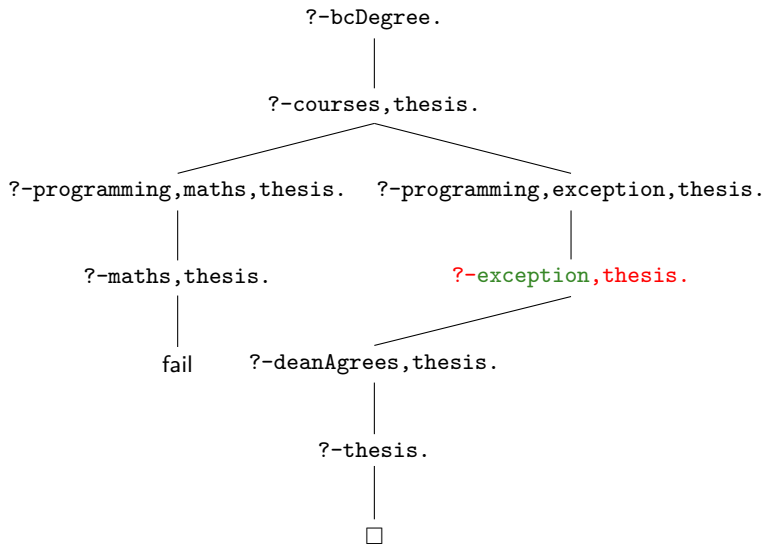 ?-bcDegree.
?-courses,thesis.
?-programming,maths,thesis. ?-programming,exception,thesis.
?-maths,thesis. ?-exception,thesis.
fail ?-deanAgrees,thesis.
?-thesis.
□